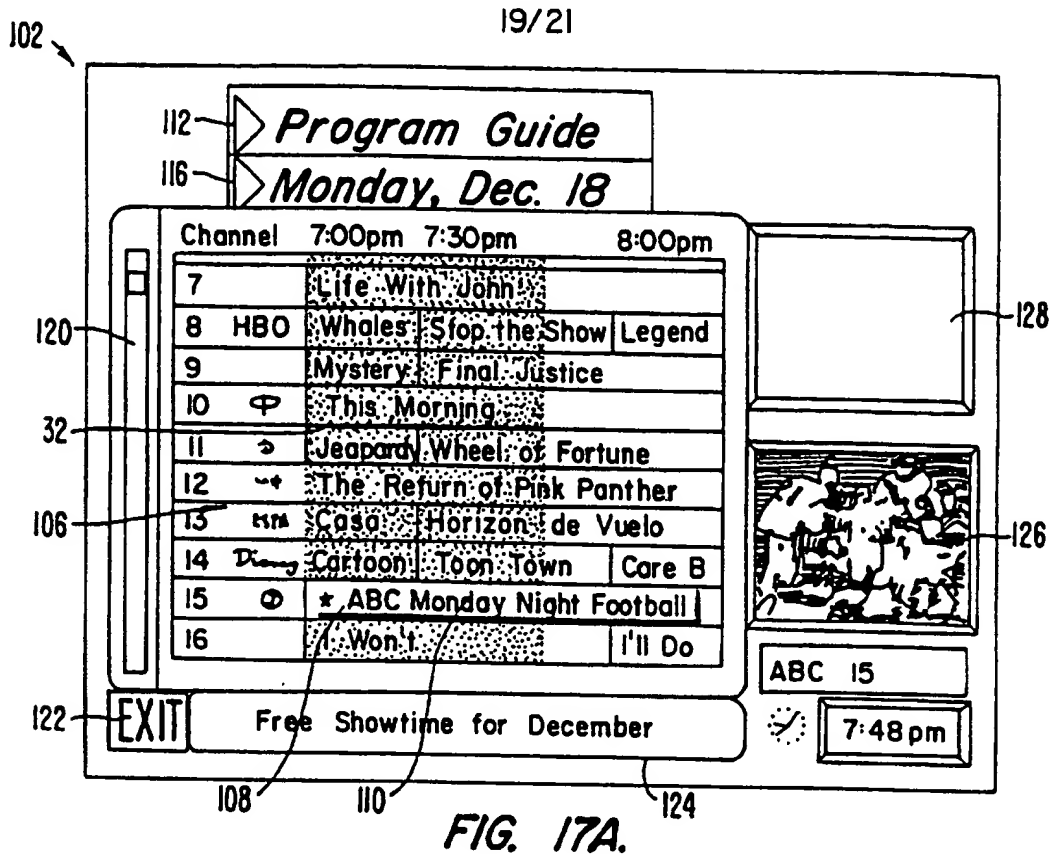 19/21
102
112 Program Guide
116 Monday, Dec. 18
Channel 7:00pm 7:30pm 8:00pm
7 Life With John
8 HBO Whales Stop the Show Legend
128
120
9 Mystery Final Justice
10 This Morning
32
11 Jeapardy Wheel of Fortune
12 The Return of Pink Panther
106
13 Casa Horizon de Vuelo
126
14 Disney Cartoon Toon Town Care B
15 * ABC Monday Night Football
16 I Won't I'll Do
ABC 15
122 EXIT Free Showtime for December
7:48pm
108 110 124
FIG. 17A.